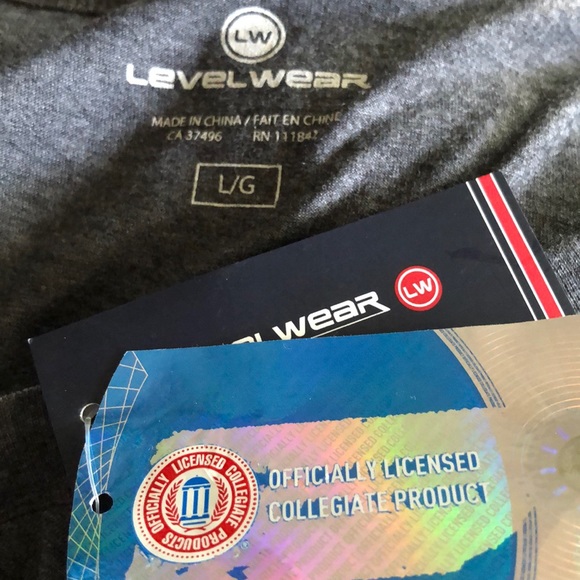 LW
LEVELWEAR
MADE IN CHINA / FAIT EN CHINE
CA 37496 RN 111842
L/G
LW
OFFICIALLY LICENSED COLLEGIATE PRODUCTS
OFFICIALLY LICENSED
COLLEGIATE PRODUCT